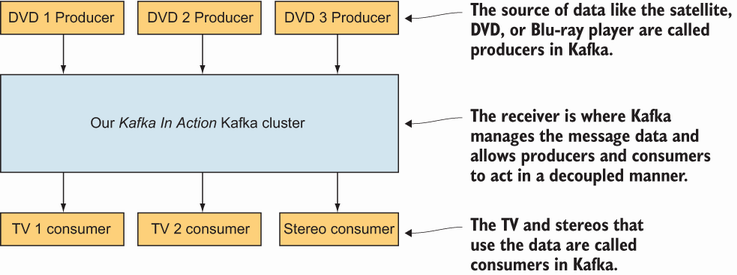 DVD 1 Producer
DVD 2 Producer
DVD 3 Producer
The source of data like the satellite,
DVD, or Blu-ray player are called
producers in Kafka.
Our Kafka In Action Kafka cluster
The receiver is where Kafka
manages the message data and
allows producers and consumers
to act in a decoupled manner.
TV 1 consumer
TV 2 consumer
Stereo consumer
The TV and stereos that
use the data are called
consumers in Kafka.